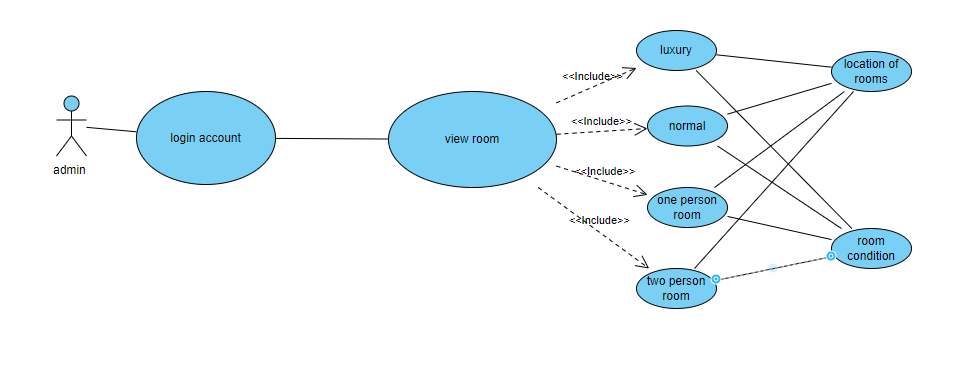 luxury
location of
rooms
<<Include>>
<<Include>>
normal
login account
view room
admin
<<Include>>
one person
room
<<Include>>
room
condition
two person
room